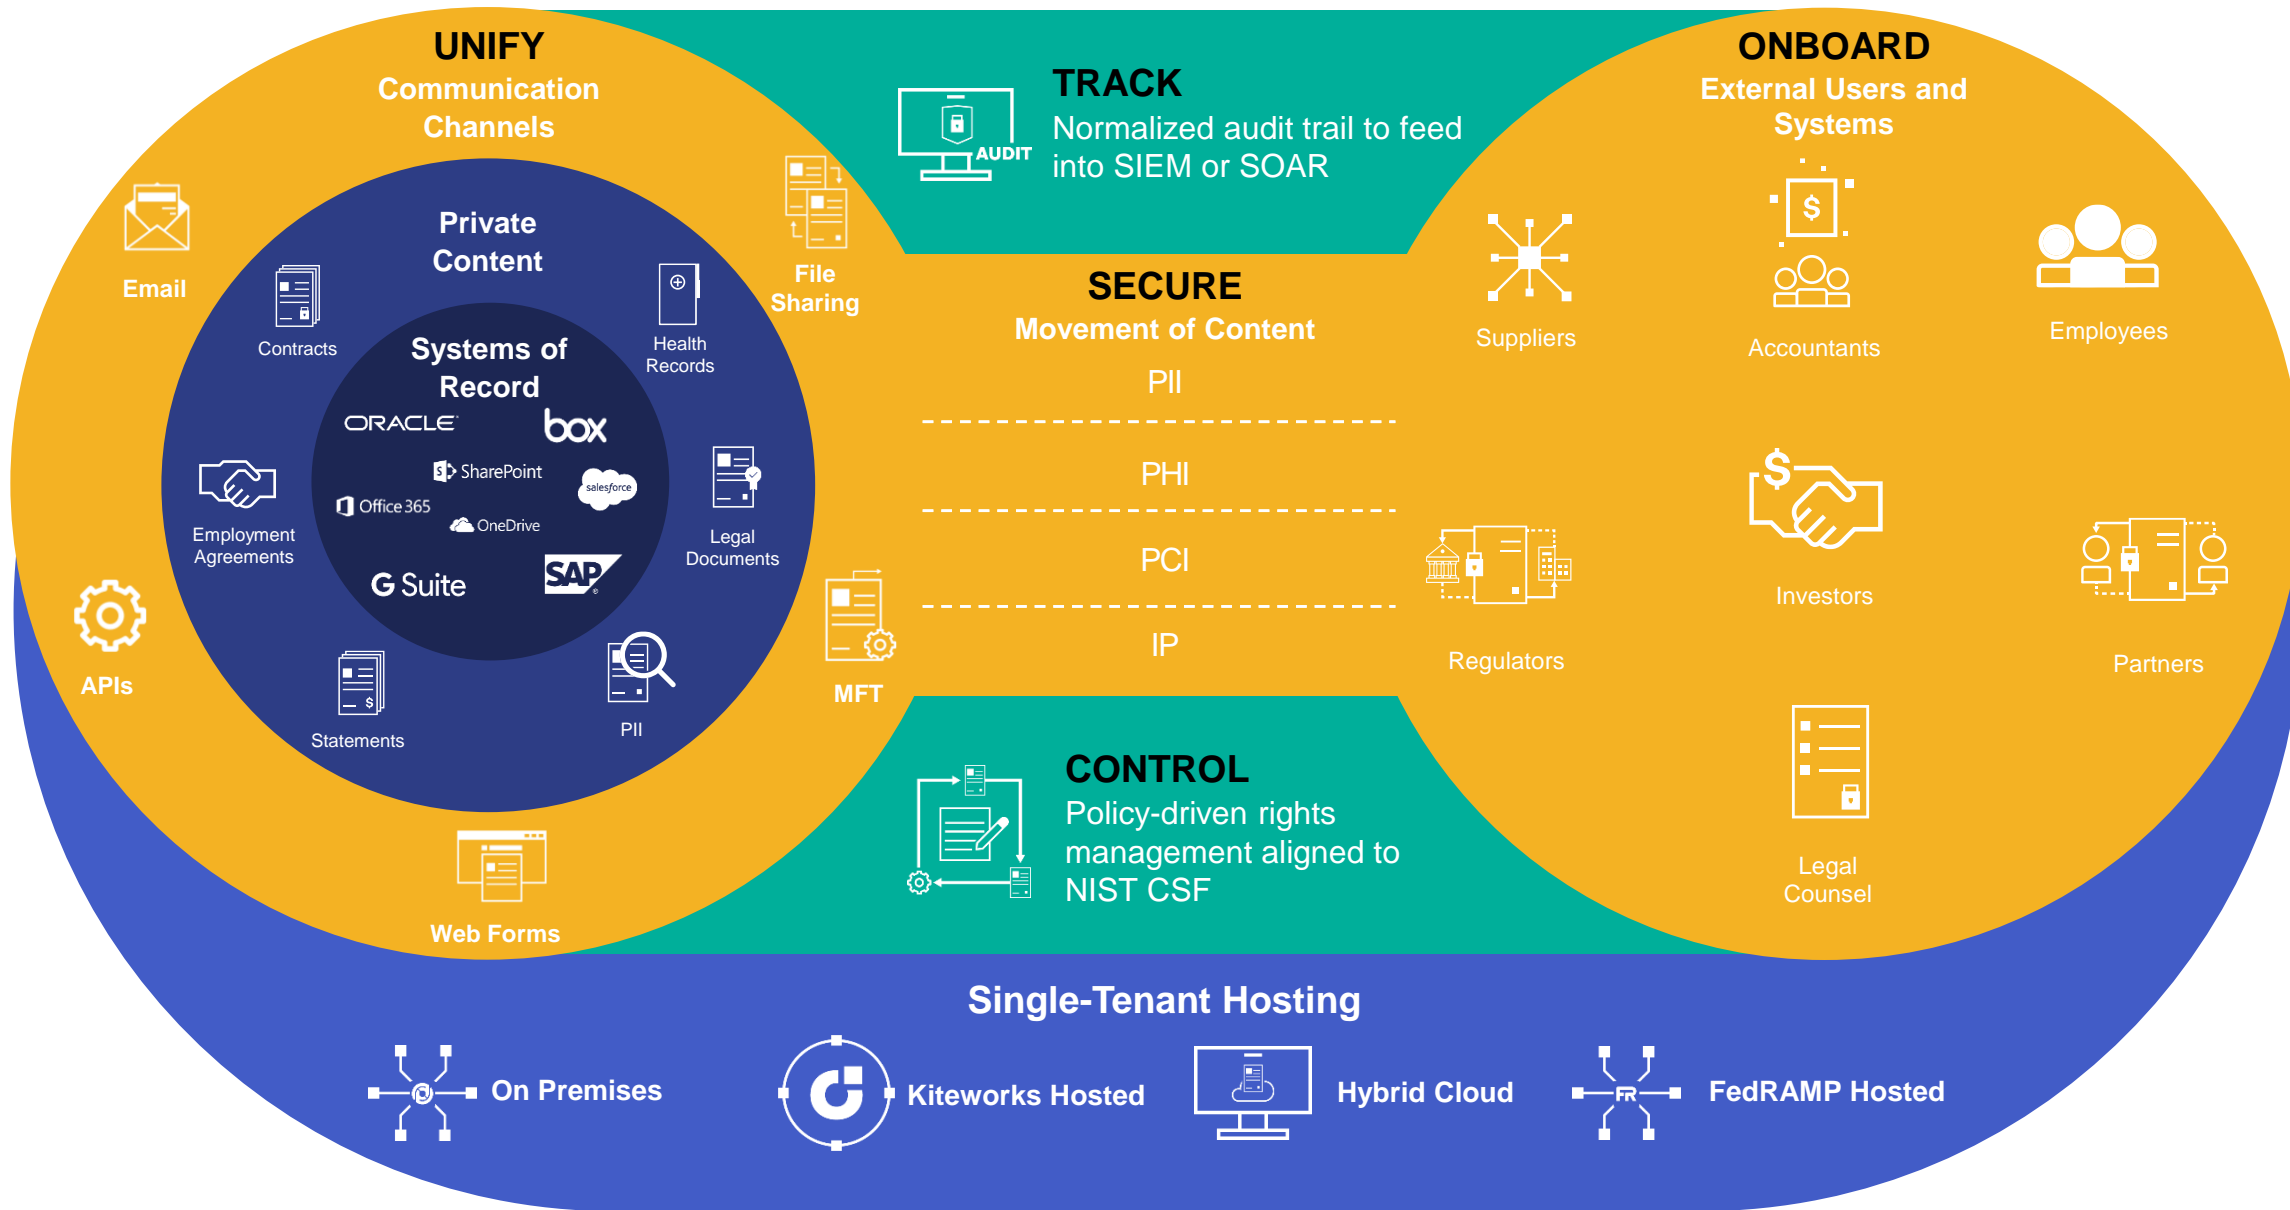 UNIFY
Communication
Channels
Email
File
Sharing
APIs
MFT
Web Forms
Private
Content
Contracts
Health
Records
Employment
Agreements
Legal
Documents
Statements
PII
Systems of
Record
ORACLE
box
S SharePoint
salesforce
Office 365
OneDrive
G Suite
SAP
TRACK
AUDIT
Normalized audit trail to feed
into SIEM or SOAR
SECURE
Movement of Content
PII
PHI
PCI
IP
CONTROL
Policy-driven rights
management aligned to
NIST CSF
ONBOARD
External Users and
Systems
$
Suppliers
Accountants
Employees
$
Regulators
Investors
Partners
Legal
Counsel
Single-Tenant Hosting
On Premises
Kiteworks Hosted
Hybrid Cloud
FR
FedRAMP Hosted